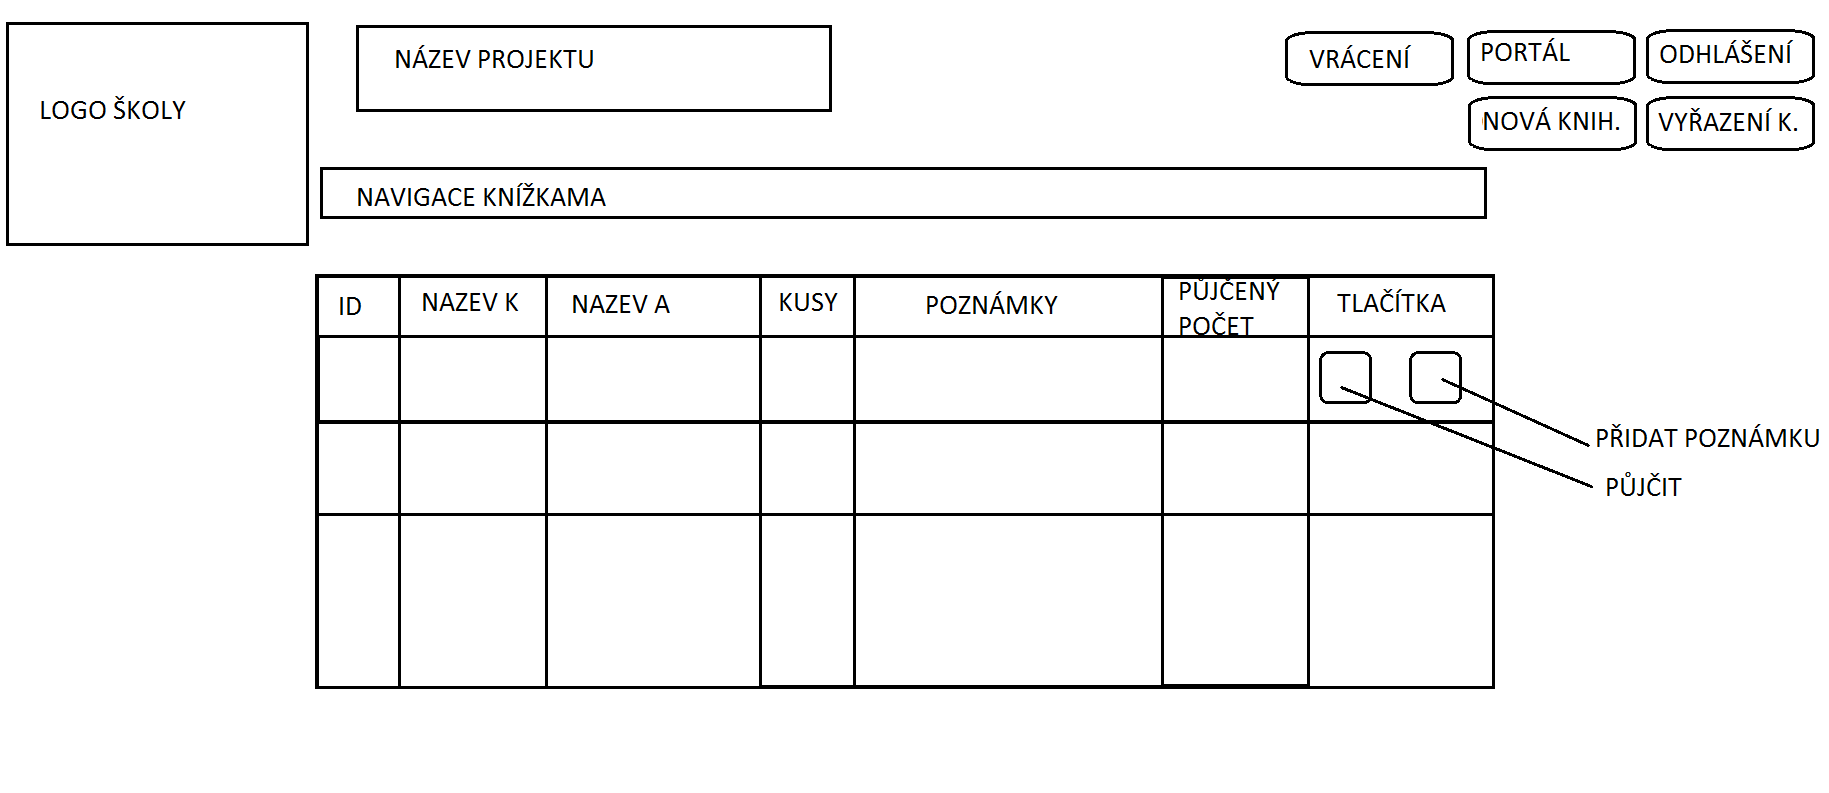 LOGO ŠKOLY
NÁZEV PROJEKTU
VRÁCENÍ
PORTÁL
ODHLÁŠENÍ
NOVÁ KNIH.
VYŘAZENÍ K.
NAVIGACE KNÍŽKAMA
ID
NAZEV K
NAZEV A
KUSY
POZNÁMKY
PŮJČENÝ
POČET
TLAČÍTKA
PŘIDAT POZNÁMKU
PŮJČIT